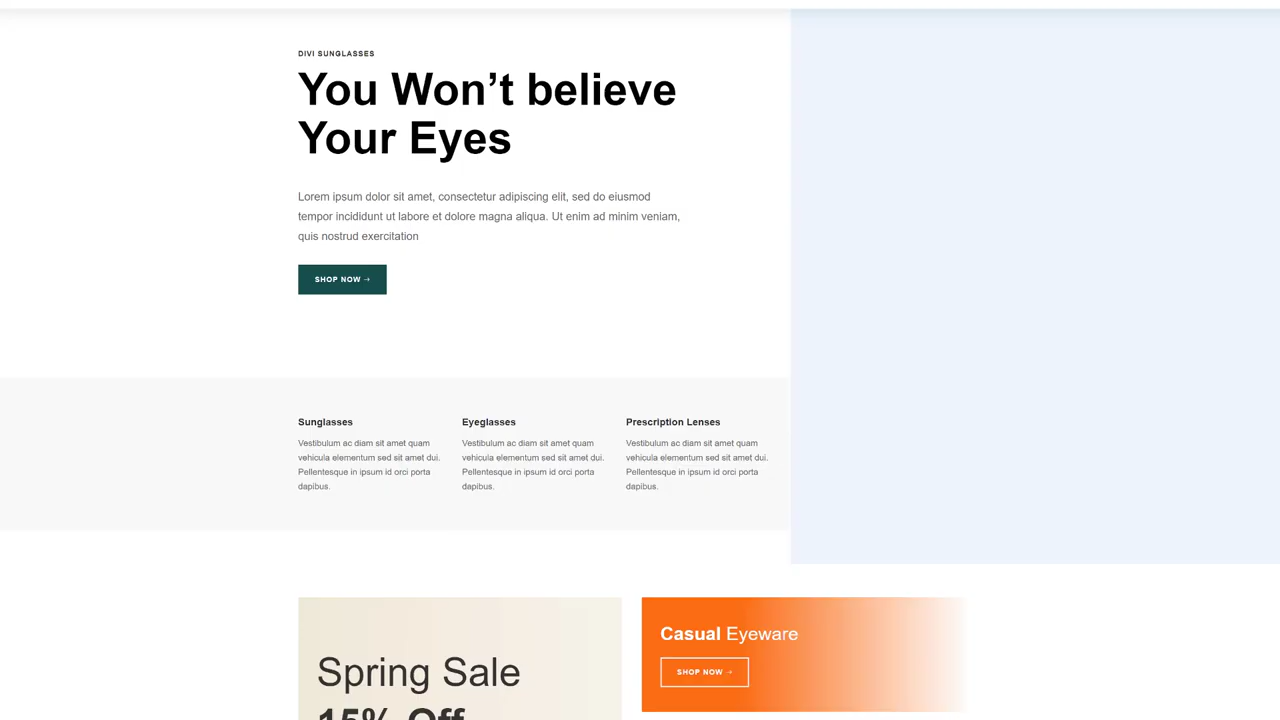 DIVI SUNGLASSES
You Won’t believe
Your Eyes
Lorem ipsum dolor sit amet, consectetur adipiscing elit, sed do eiusmod
tempor incididunt ut labore et dolore magna aliqua. Ut enim ad minim veniam,
quis nostrud exercitation
SHOP NOW →
Sunglasses
Vestibulum ac diam sit amet quam
vehicula elementum sed sit amet dui.
Pellentesque in ipsum id orci porta
dapibus.
Eyeglasses
Vestibulum ac diam sit amet quam
vehicula elementum sed sit amet dui.
Pellentesque in ipsum id orci porta
dapibus.
Prescription Lenses
Vestibulum ac diam sit amet quam
vehicula elementum sed sit amet dui.
Pellentesque in ipsum id orci porta
dapibus.
Spring Sale
15% Off
Casual Eyeware
SHOP NOW →